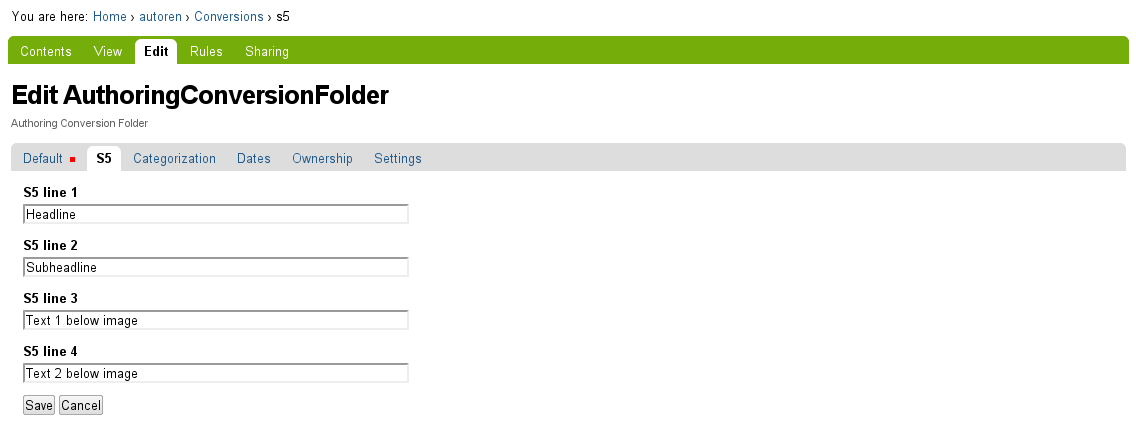 You are here: Home › autoren › Conversions › s5
Contents View Edit Rules Sharing
Edit AuthoringConversionFolder
Authoring Conversion Folder
Default S5 Categorization Dates Ownership Settings
S5 line 1
Headline
S5 line 2
Subheadline
S5 line 3
Text 1 below image
S5 line 4
Text 2 below image
Save Cancel